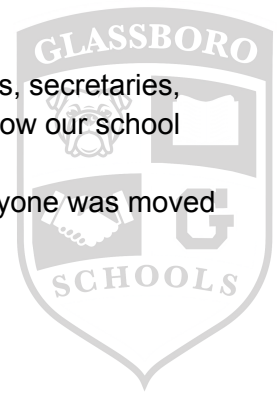 GLASSBORO
s, secretaries,
ow our school
yone was moved
G
SCHOOLS